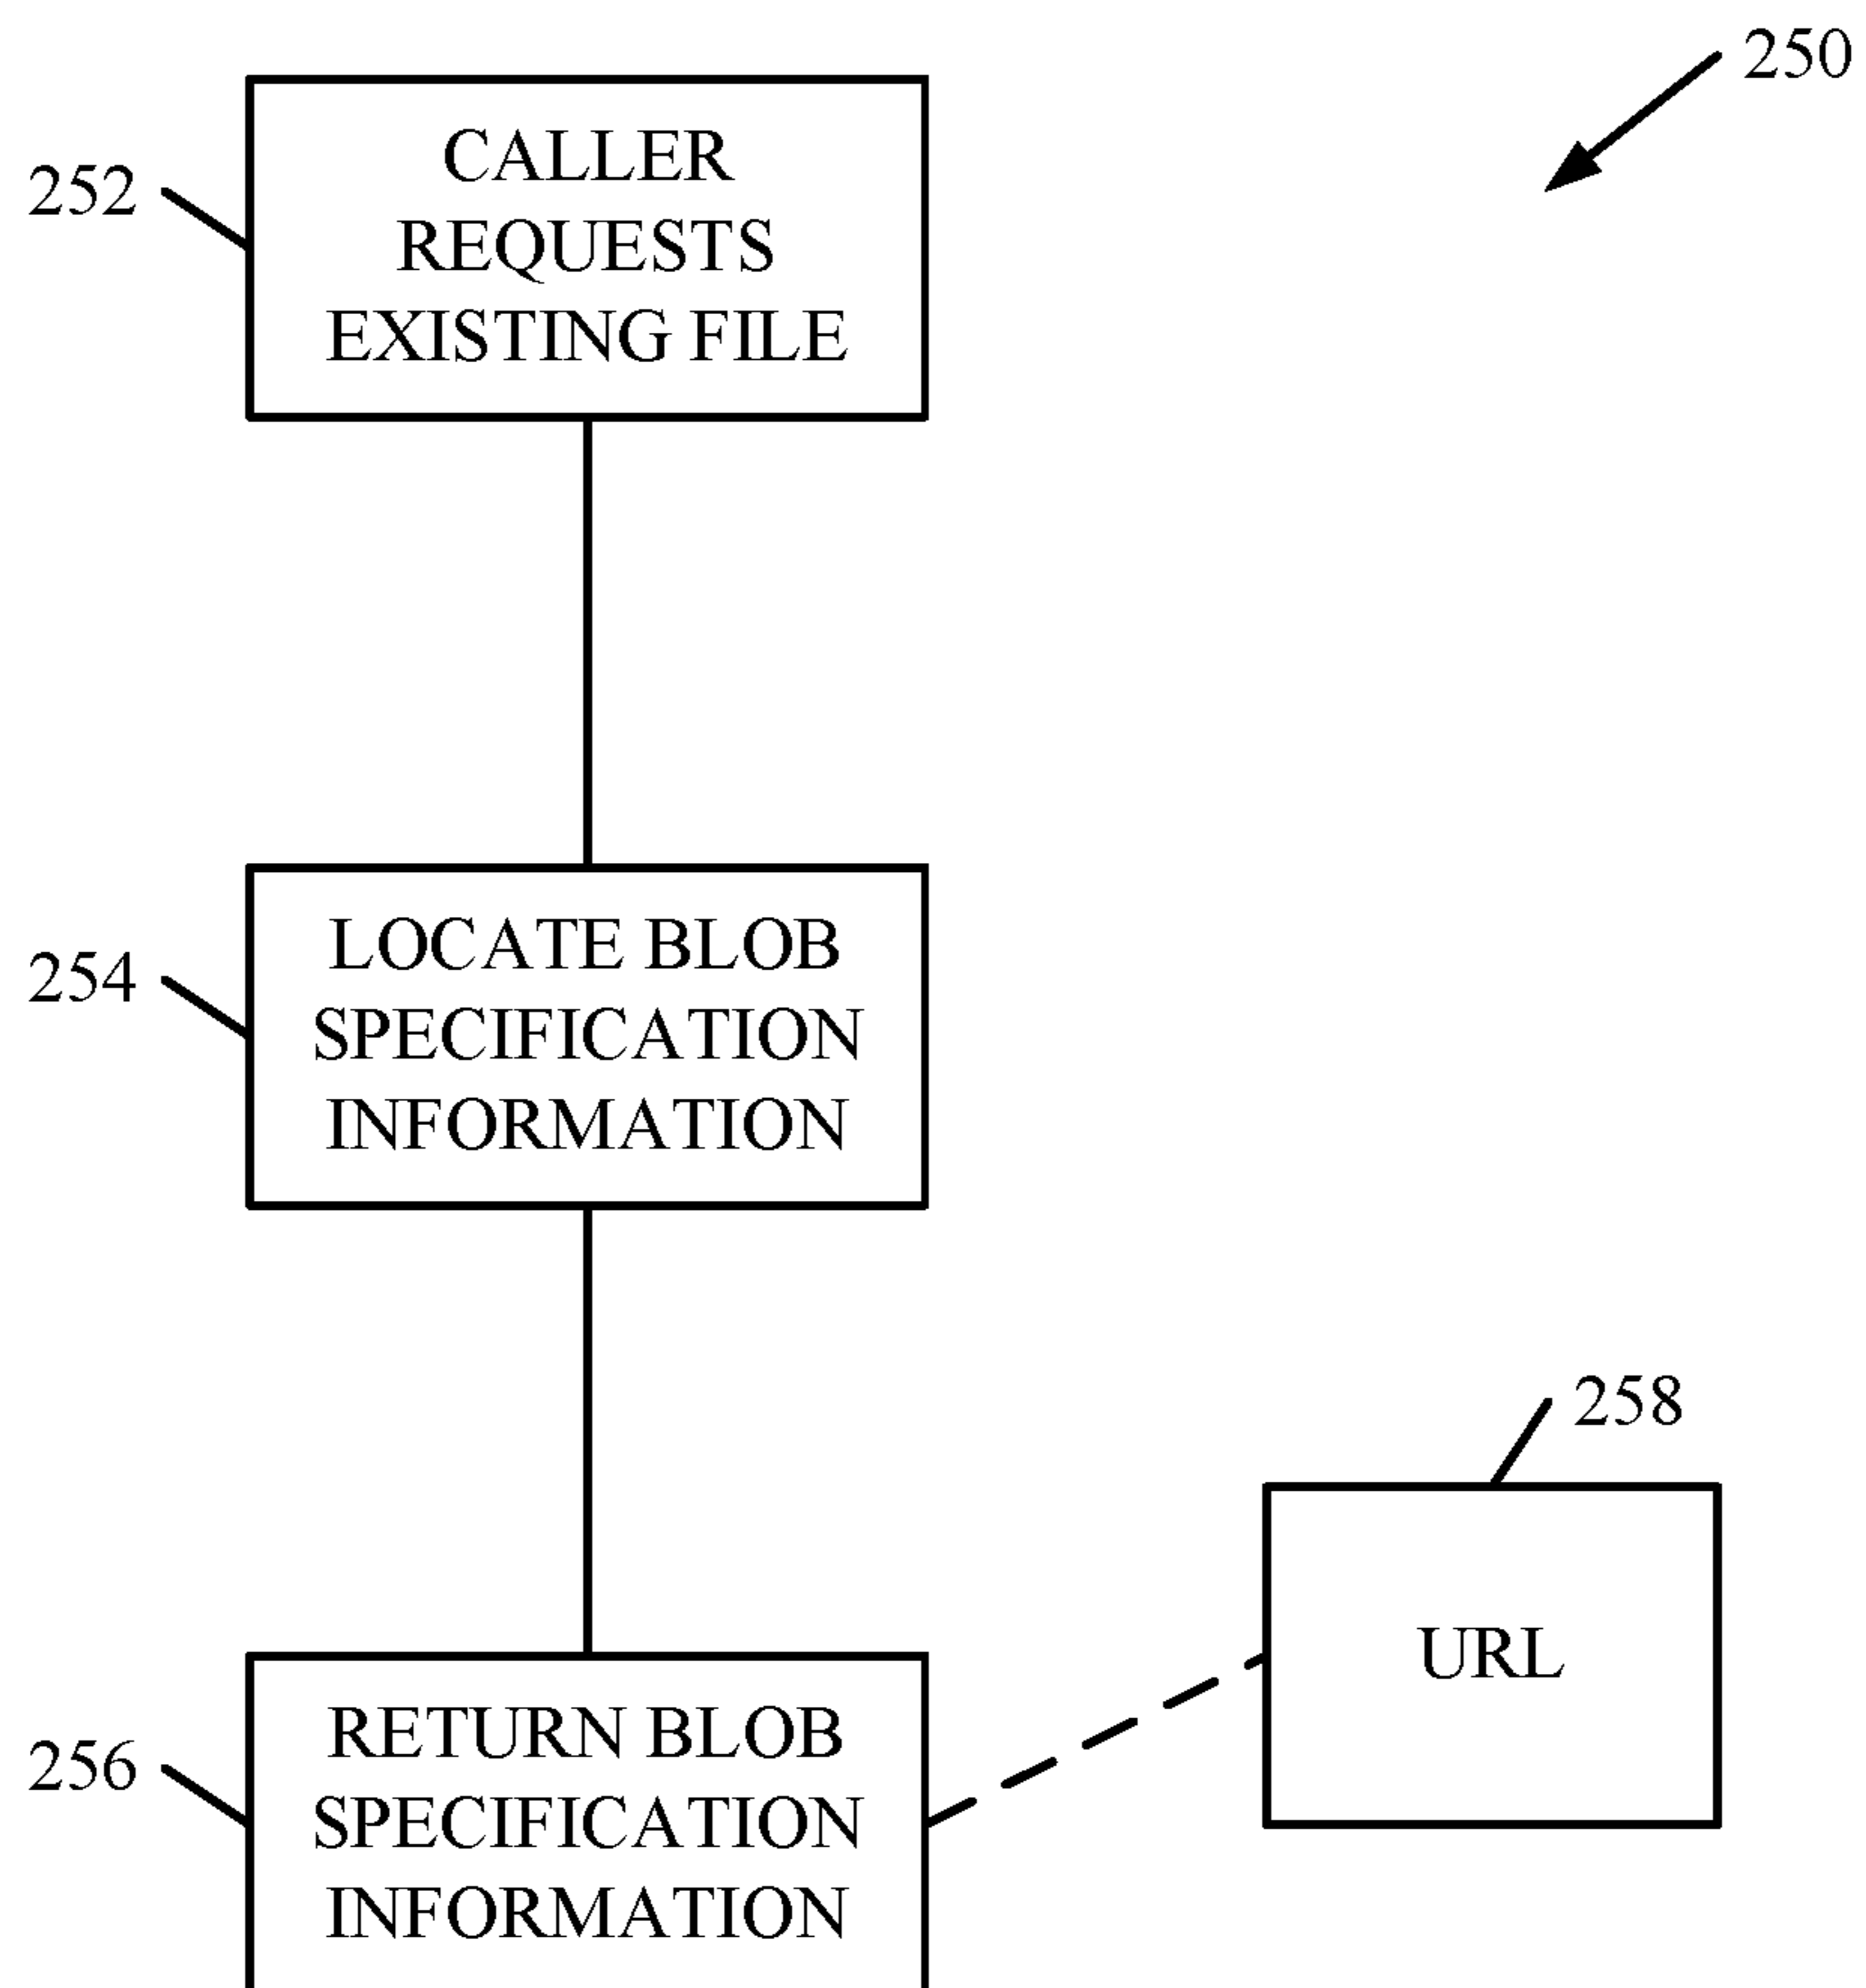 250
252
CALLER
REQUESTS
EXISTING FILE
254
LOCATE BLOB
SPECIFICATION
INFORMATION
258
URL
256
RETURN BLOB
SPECIFICATION
INFORMATION